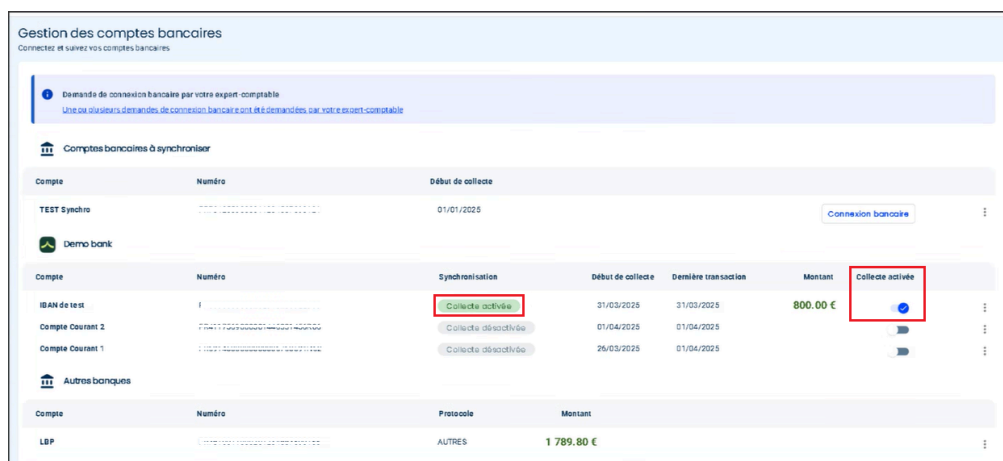 Gestion des comptes bancaires
Connectez et suivez vos comptes bancaires
Demande de connexion bancaire par votre expert-comptable
Une ou plusieurs demandes de connexion bancaire ont été demandées par votre expert-comptable
Comptes bancaires à synchroniser
Compte Numéro Début de collecte
TEST Synchro 01/01/2025 Connexion bancaire
Demo bank
Compte Numéro Synchronisation Début de collecte Dernière transaction Montant Collecte activée
IBAN de test Collecte activée 31/03/2025 31/03/2025 800.00 €
Compte Courant 2 Collecte désactivée 01/04/2025 01/04/2025
Compte Courant 1 Collecte désactivée 26/03/2025 01/04/2025
Autres banques
Compte Numéro Protocole Montant
LBP AUTRES 1 789.80 €